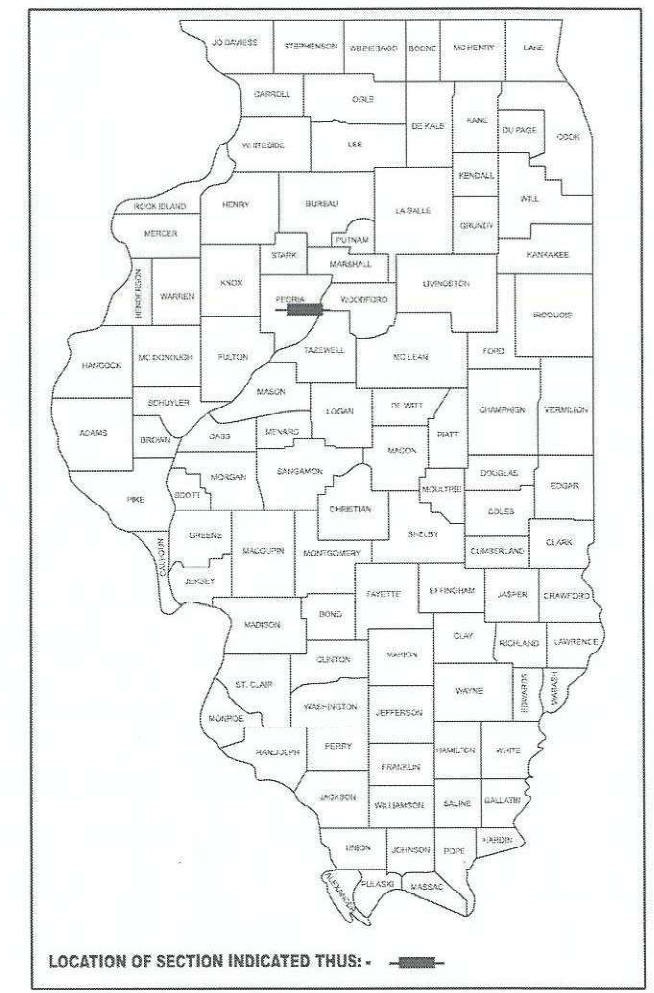 JO DAVIESS STEPHENSON WINNEBAGO BOONE MC HENRY LAKE
CARROLL OGLE
DE KALB KANE DU PAGE COOK
WHITESIDE LEE
KENDALL
ROCK ISLAND HENRY BUREAU LA SALLE WILL
GRUNDY
MERCER PUTNAM
STARK KANKAKEE
MARSHALL
HENDERSON WARREN KNOX LIVINGSTON
PEORIA WOODFORD
IROQUOIS
HANCOCK MC DONOUGH FULTON TAZEWELL MC LEAN FORD
MASON
SCHUYLER LOGAN DE WITT CHAMPAIGN VERMILION
ADAMS BROWN CASS MENARD PIATT
MACON
MORGAN SANGAMON DOUGLAS
PIKE SCOTT MOULTRIE EDGAR
CHRISTIAN COLES
GREENE SHELBY
CALHOUN MACOUPIN MONTGOMERY CUMBERLAND CLARK
JERSEY FAYETTE EFFINGHAM JASPER CRAWFORD
MADISON BOND
CLAY RICHLAND LAWRENCE
CLINTON MARION
ST. CLAIR WAYNE EDWARDS WABASH
MONROE WASHINGTON JEFFERSON
RANDOLPH PERRY HAMILTON WHITE
FRANKLIN
JACKSON WILLIAMSON SALINE GALLATIN
UNION JOHNSON POPE HARDIN
ALEXANDER PULASKI MASSAC
LOCATION OF SECTION INDICATED THUS: -